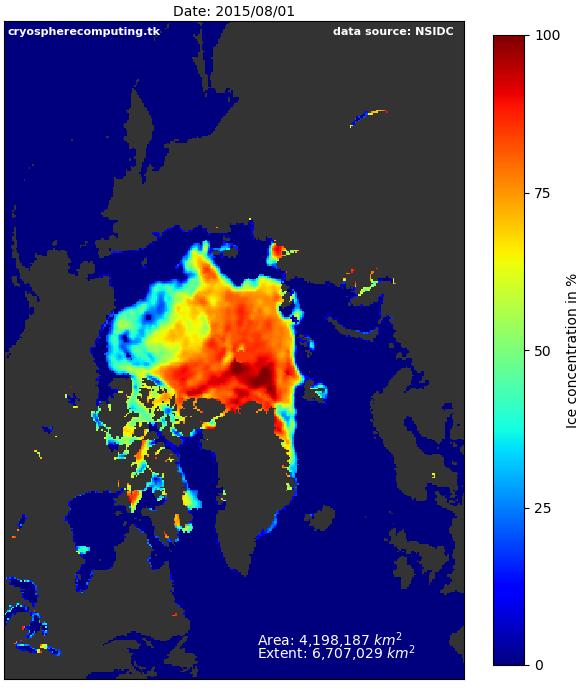 Date: 2015/08/01
cryospherecomputing.tk data source: NSIDC
100
75
50
25
0
Ice concentration in %
Area: 4,198,187 km²
Extent: 6,707,029 km²